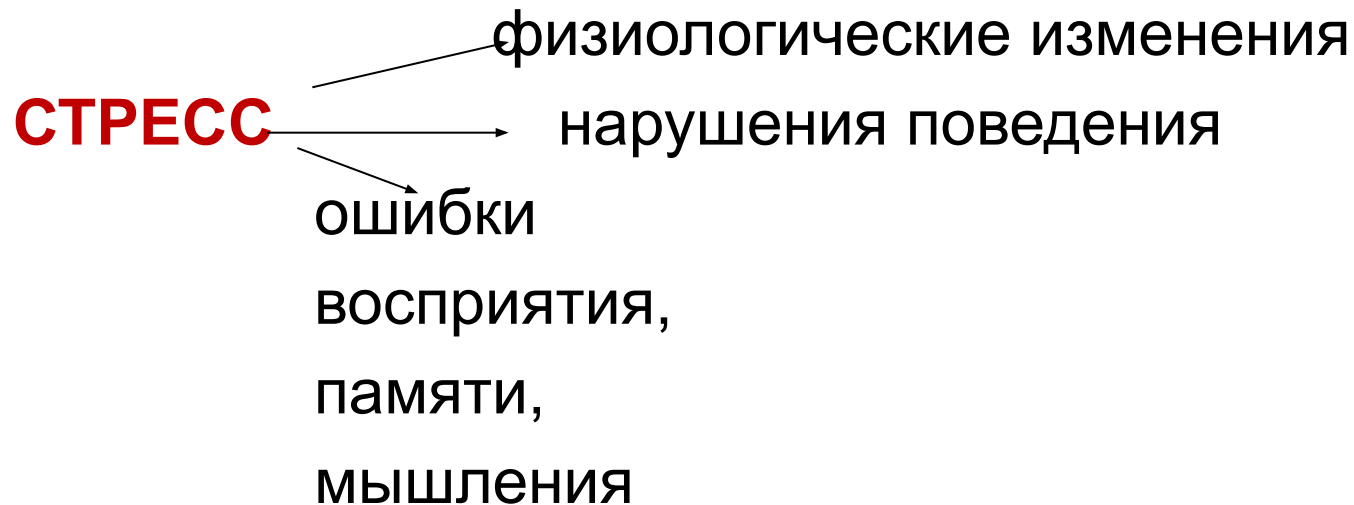 физиологические изменения
СТРЕСС нарушения поведения
ошибки
восприятия,
памяти,
мышления